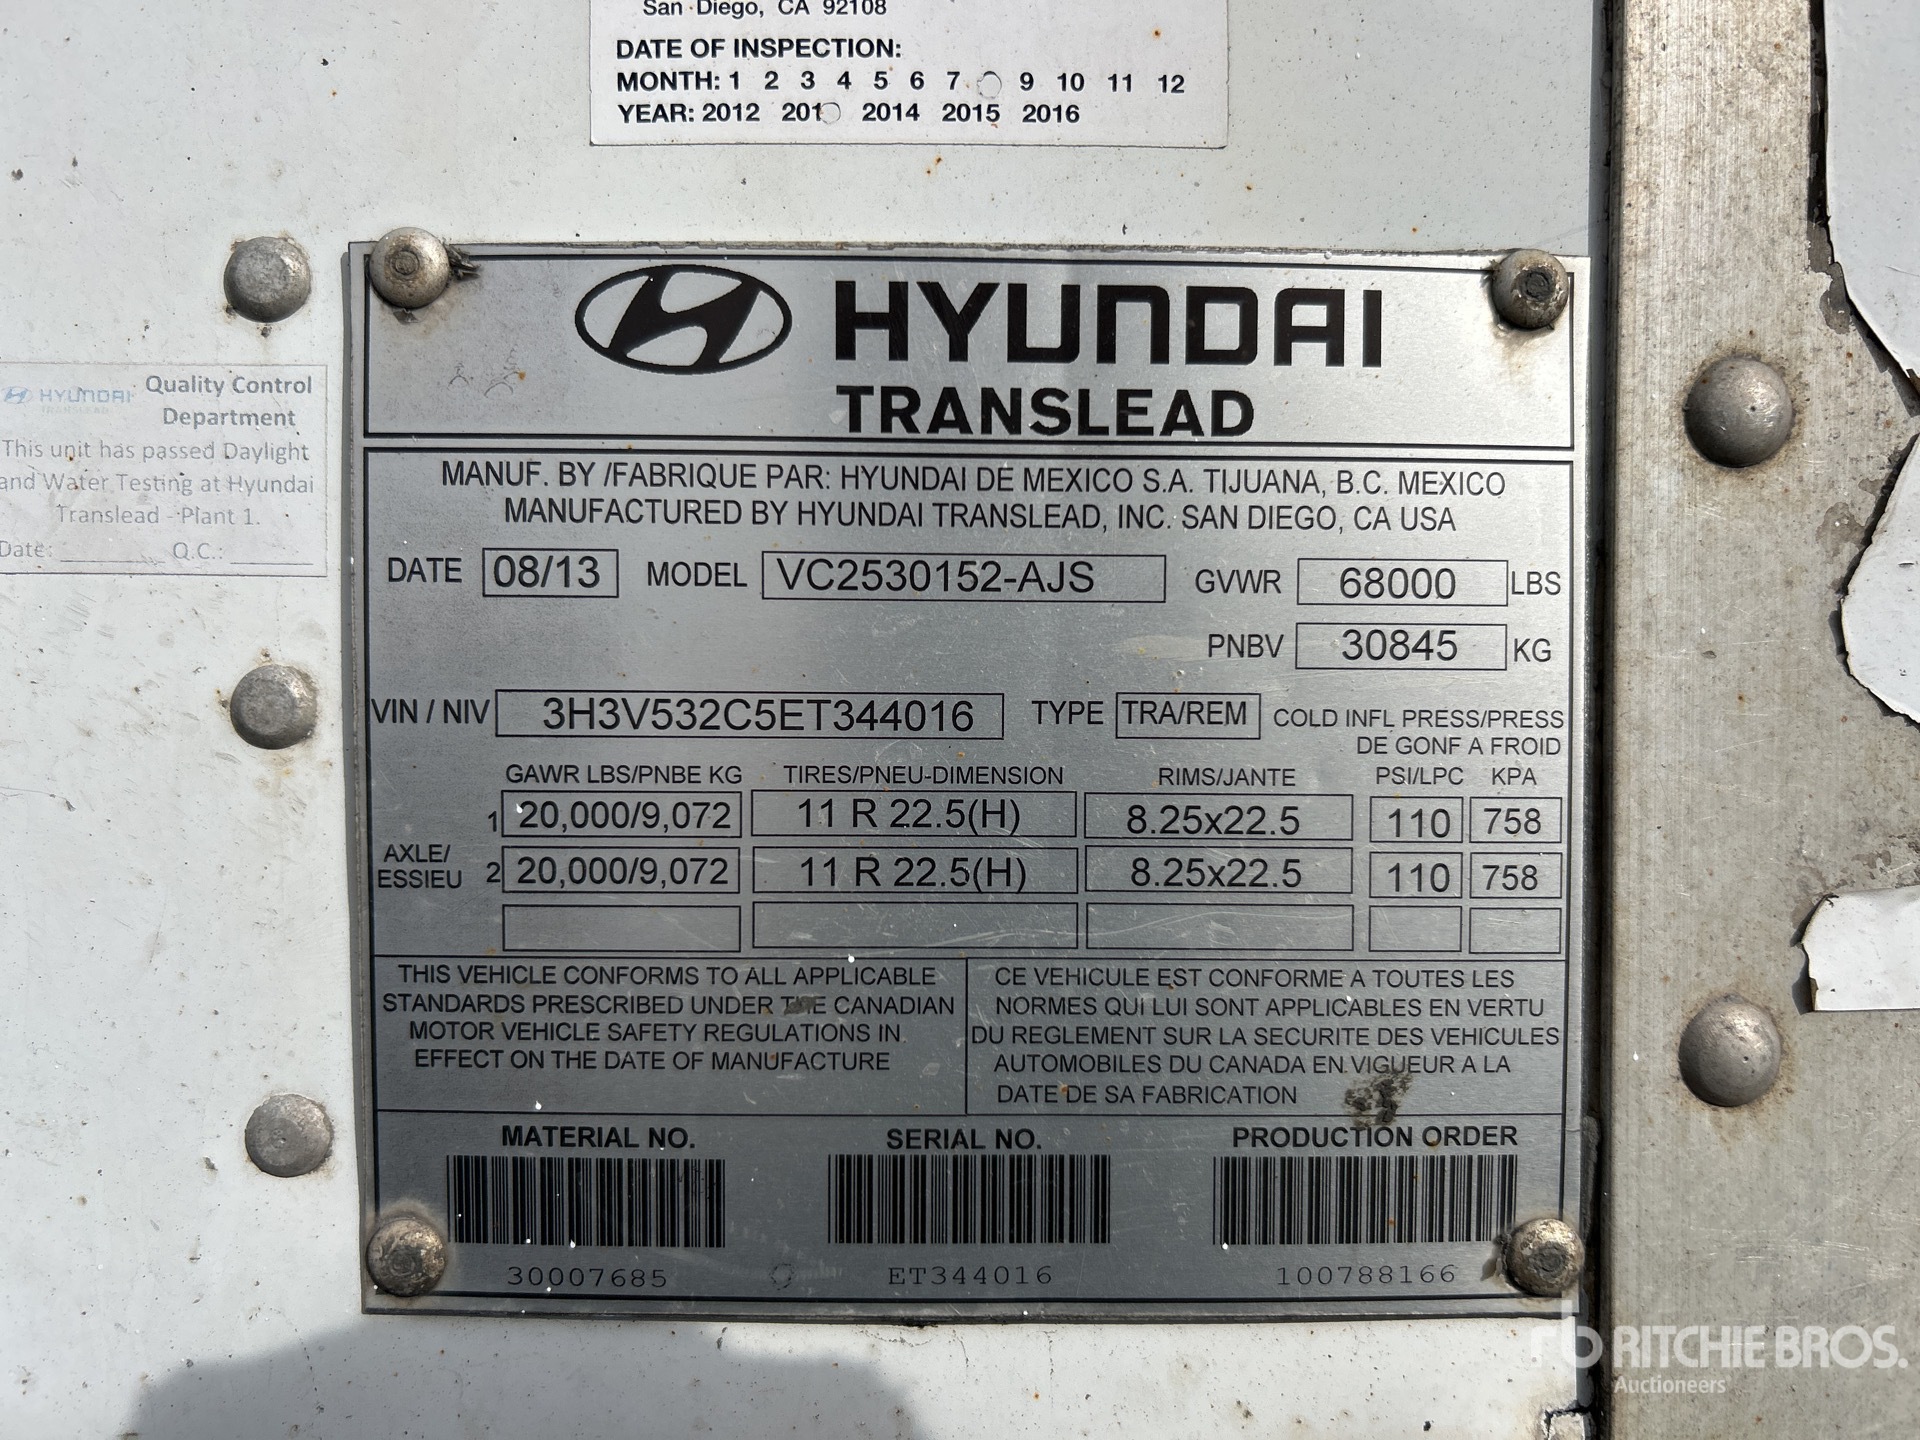 San Diego, CA 92108
DATE OF INSPECTION:
MONTH: 1 2 3 4 5 6 7 9 10 11 12
YEAR: 2012 201 2014 2015 2016
HYUNDAI
TRANSLEAD
Quality Control
Department
This unit has passed Daylight
and Water Testing at Hyundai
Translead - Plant 1.
Date: ________ Q.C.: ________
HYUNDAI
TRANSLEAD
MANUF. BY /FABRIQUE PAR: HYUNDAI DE MEXICO S.A. TIJUANA, B.C. MEXICO
MANUFACTURED BY HYUNDAI TRANSLEAD, INC. SAN DIEGO, CA USA
DATE 08/13 MODEL VC2530152-AJS GVWR 68000 LBS
PNBV 30845 KG
VIN / NIV 3H3V532C5ET344016 TYPE TRA/REM COLD INFL PRESS/PRESS
DE GONF A FROID
GAWR LBS/PNBE KG TIRES/PNEU-DIMENSION RIMS/JANTE PSI/LPC KPA
1 20,000/9,072 11 R 22.5(H) 8.25x22.5 110 758
AXLE/
ESSIEU 2 20,000/9,072 11 R 22.5(H) 8.25x22.5 110 758
THIS VEHICLE CONFORMS TO ALL APPLICABLE
STANDARDS PRESCRIBED UNDER THE CANADIAN
MOTOR VEHICLE SAFETY REGULATIONS IN
EFFECT ON THE DATE OF MANUFACTURE
CE VEHICULE EST CONFORME A TOUTES LES
NORMES QUI LUI SONT APPLICABLES EN VERTU
DU REGLEMENT SUR LA SECURITE DES VEHICULES
AUTOMOBILES DU CANADA EN VIGUEUR A LA
DATE DE SA FABRICATION
MATERIAL NO. SERIAL NO. PRODUCTION ORDER
30007685 ET344016 100788166
rb RITCHIE BROS.
Auctioneers